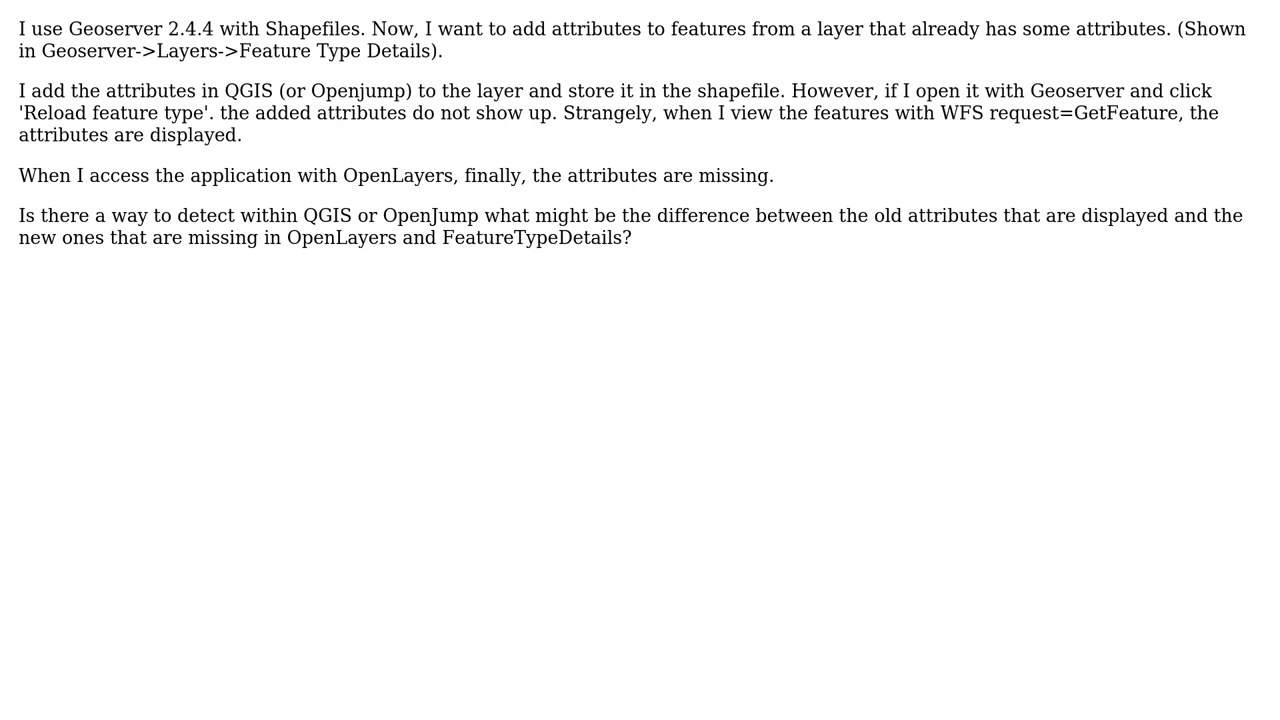 I use Geoserver 2.4.4 with Shapefiles. Now, I want to add attributes to features from a layer that already has some attributes. (Shown
in Geoserver->Layers->Feature Type Details).
I add the attributes in QGIS (or Openjump) to the layer and store it in the shapefile. However, if I open it with Geoserver and click
'Reload feature type'. the added attributes do not show up. Strangely, when I view the features with WFS request=GetFeature, the
attributes are displayed.
When I access the application with OpenLayers, finally, the attributes are missing.
Is there a way to detect within QGIS or OpenJump what might be the difference between the old attributes that are displayed and the
new ones that are missing in OpenLayers and FeatureTypeDetails?